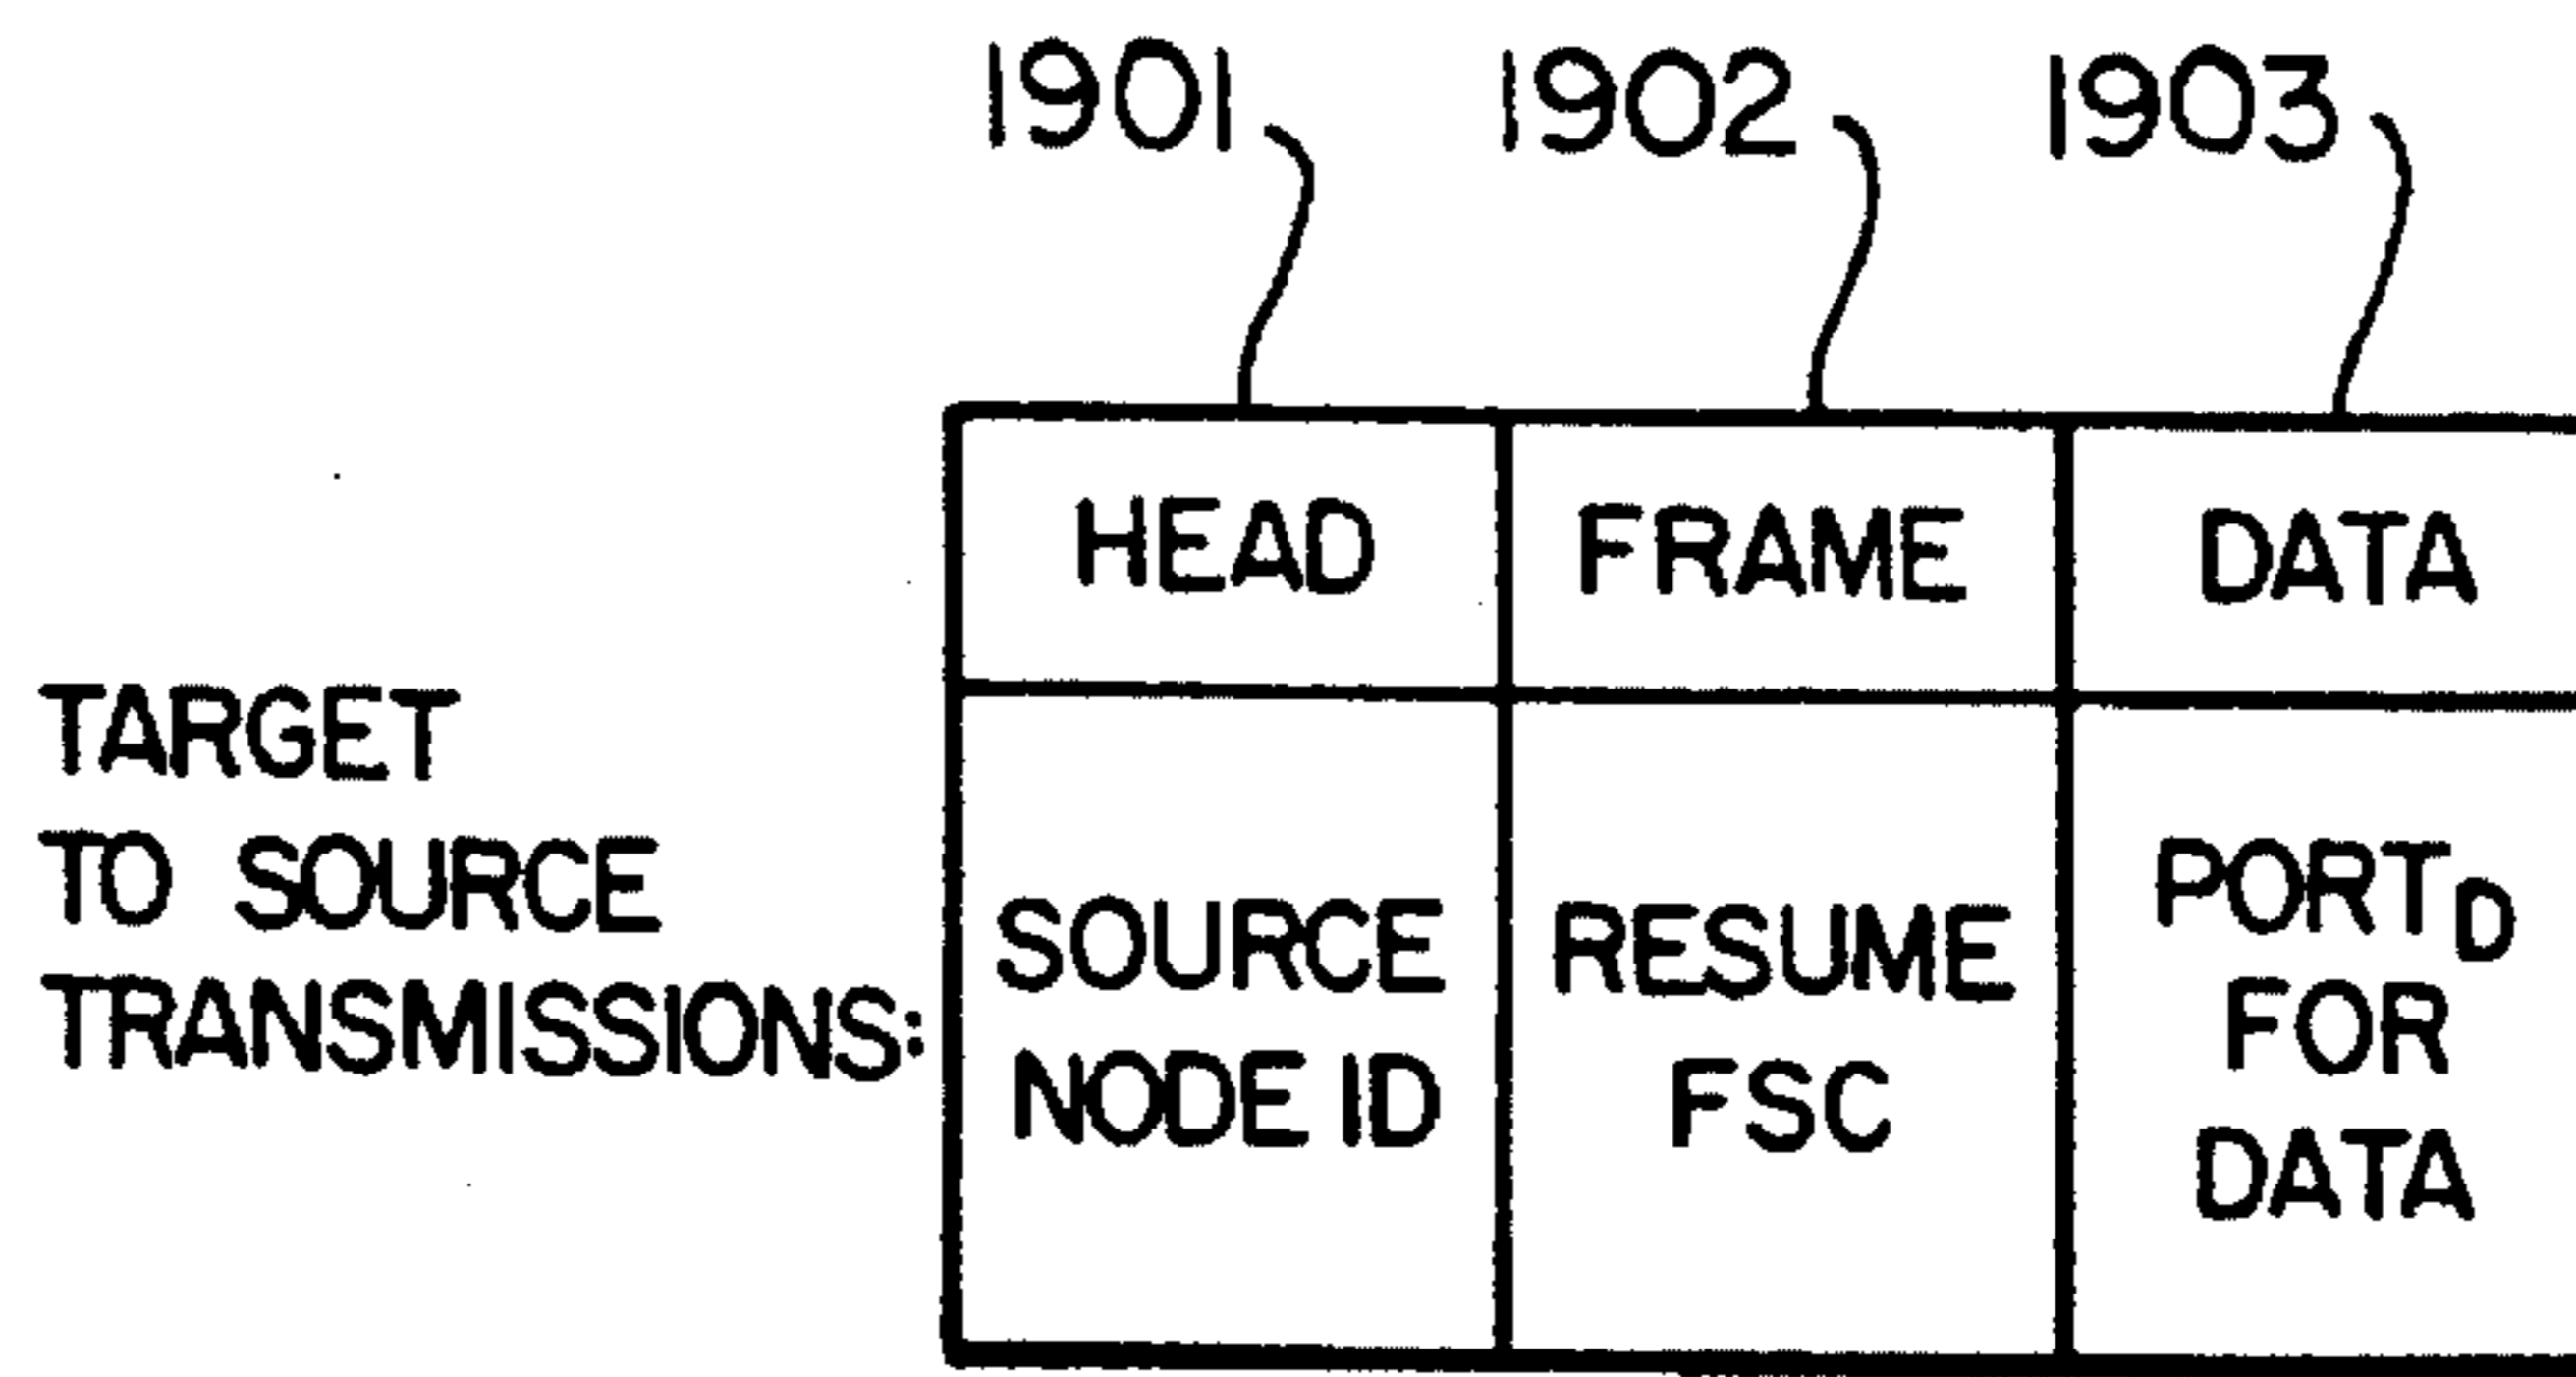 1901 1902 1903
HEAD FRAME DATA
TARGET
TO SOURCE
TRANSMISSIONS:
SOURCE
NODE ID
RESUME
FSC
PORTD
FOR
DATA